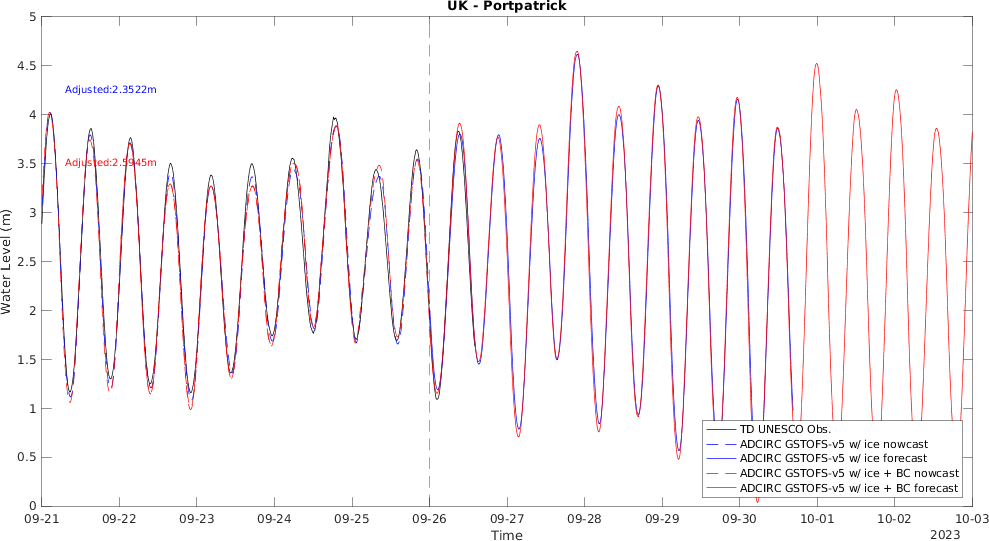 UK - Portpatrick
5
4.5
4
3.5
3
2.5
2
1.5
1
0.5
0
Water Level (m)
Adjusted:2.3522m
Adjusted:2.5945m
TD UNESCO Obs.
ADCIRC GSTOFS-v5 w/ ice nowcast
ADCIRC GSTOFS-v5 w/ ice forecast
ADCIRC GSTOFS-v5 w/ ice + BC nowcast
ADCIRC GSTOFS-v5 w/ ice + BC forecast
09-21 09-22 09-23 09-24 09-25 09-26 09-27 09-28 09-29 09-30 10-01 10-02 10-03
Time
2023